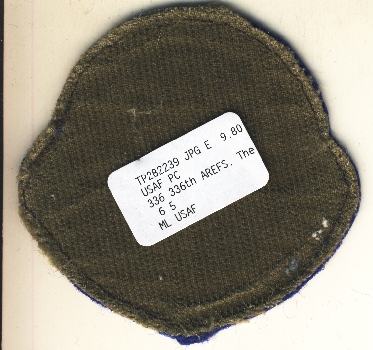 TP282239 JPG E 9.80
USAF PC
336 336th AREFS. The
6 5
ML USAF